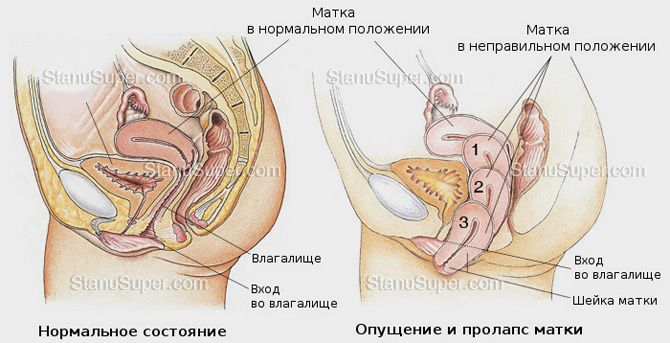 Матка
в нормальном положении
Матка
в неправильном положении
StanuSuper.com
StanuSuper.com
StanuSuper.com
StanuSuper.com
1
2
3
Влагалище
Вход
во влагалище
Вход
во влагалище
Шейка матки
StanuSuper.com
StanuSuper.com
Нормальное состояние
Опущение и пролапс матки